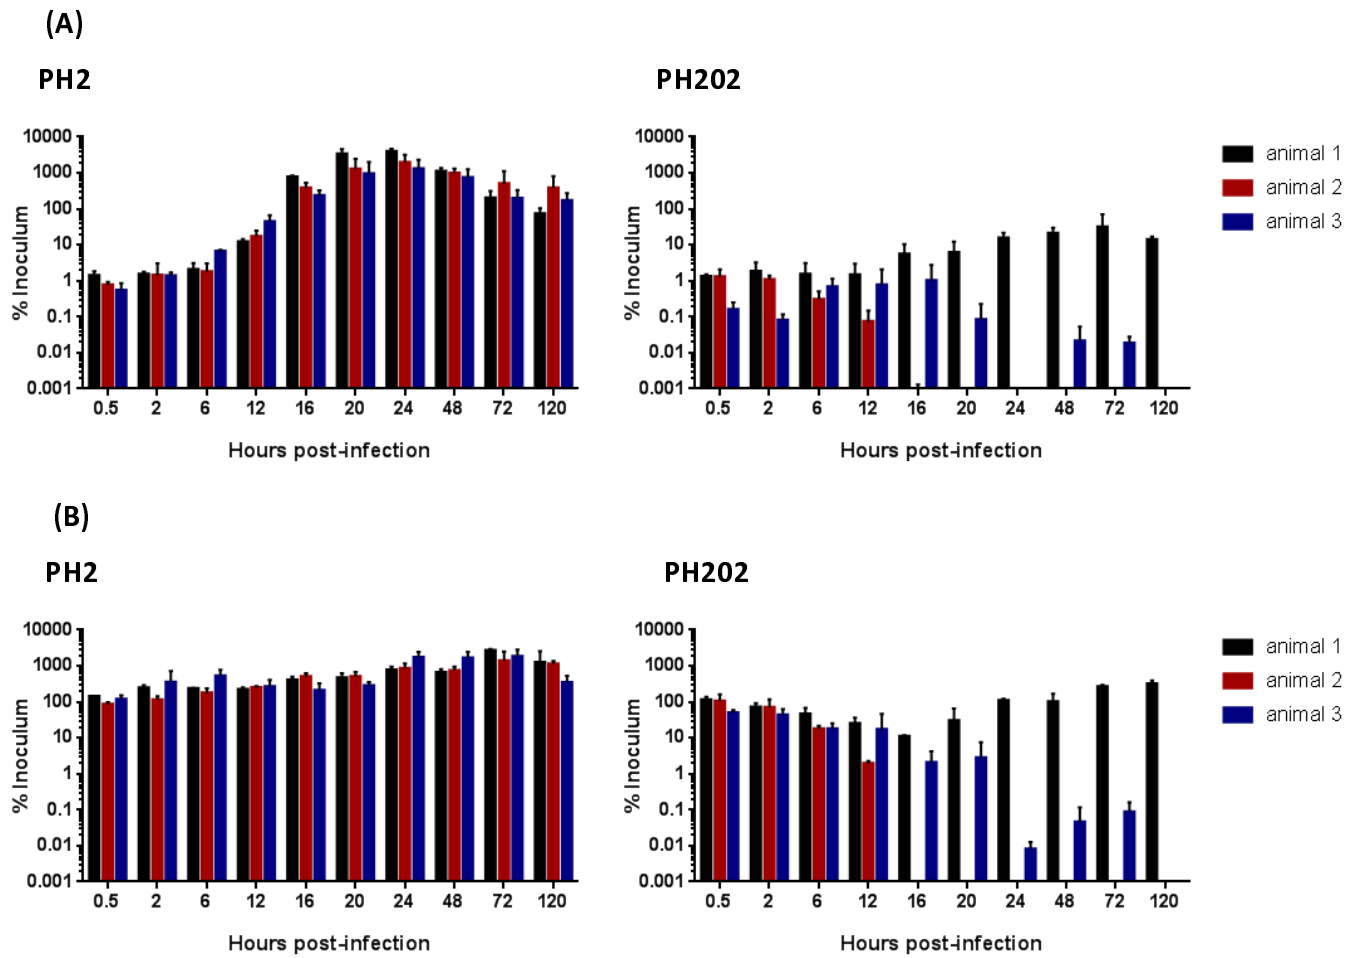 (A)
PH2
PH202
10000
1000
100
10
1
0.1
0.01
0.001
% Inoculum
0.5 2 6 12 16 20 24 48 72 120
Hours post-infection
10000
1000
100
10
1
0.1
0.01
0.001
% Inoculum
0.5 2 6 12 16 20 24 48 72 120
Hours post-infection
animal 1
animal 2
animal 3
(B)
PH2
PH202
10000
1000
100
10
1
0.1
0.01
0.001
% Inoculum
0.5 2 6 12 16 20 24 48 72 120
Hours post-infection
10000
1000
100
10
1
0.1
0.01
0.001
% Inoculum
0.5 2 6 12 16 20 24 48 72 120
Hours post-infection
animal 1
animal 2
animal 3